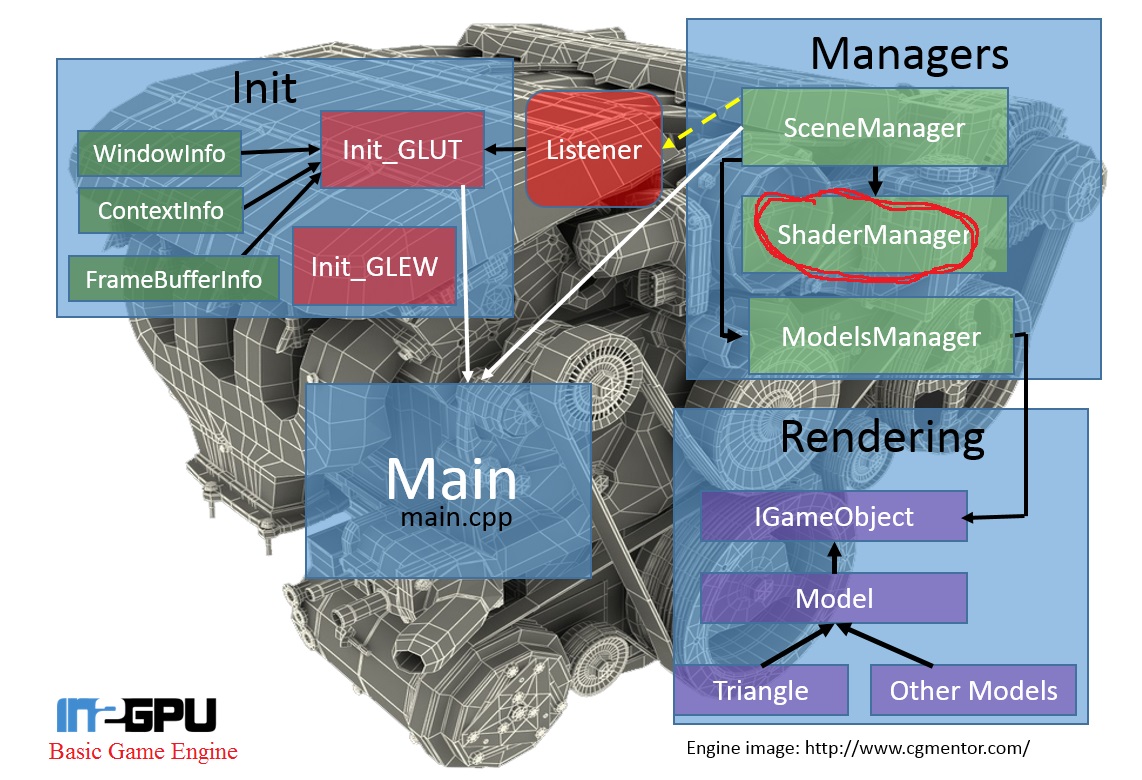 Init
WindowInfo
ContextInfo
FrameBufferInfo
Init_GLUT
Init_GLEW
Listener
Managers
SceneManager
ShaderManager
ModelsManager
Main
main.cpp
Rendering
IGameObject
Model
Triangle
Other Models
IN2GPU
Basic Game Engine
Engine image: http://www.cgmentor.com/